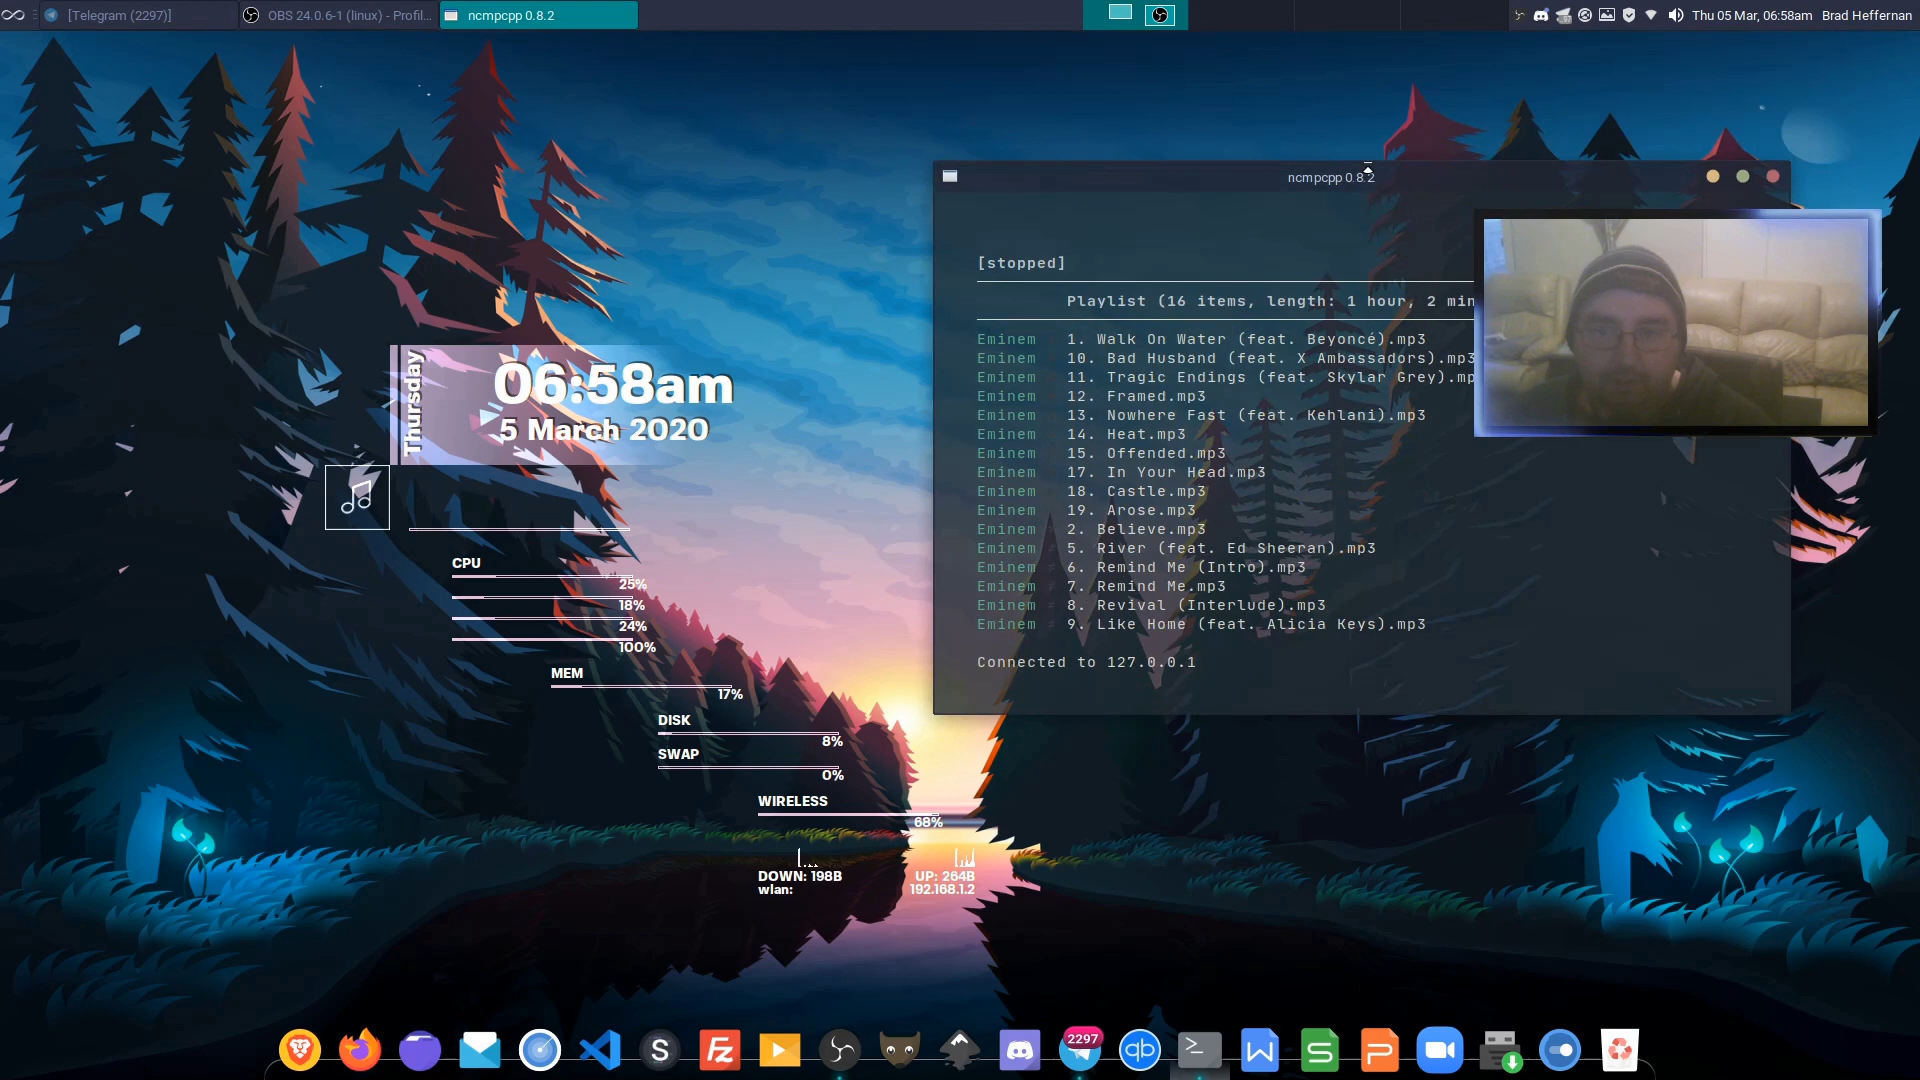 [Telegram (2297)]
OBS 24.0.6-1 (linux) - Profil...
ncmpcpp 0.8.2
Thu 05 Mar, 06:58am
Brad Heffernan
ncmpcpp 0.8.2
[stopped]
Playlist (16 items, length: 1 hour, 2 min
Eminem 1. Walk On Water (feat. Beyoncé).mp3
Eminem 10. Bad Husband (feat. X Ambassadors).mp3
Eminem 11. Tragic Endings (feat. Skylar Grey).mp
Eminem 12. Framed.mp3
Eminem 13. Nowhere Fast (feat. Kehlani).mp3
Eminem 14. Heat.mp3
Eminem 15. Offended.mp3
Eminem 17. In Your Head.mp3
Eminem 18. Castle.mp3
Eminem 19. Arose.mp3
Eminem 2. Believe.mp3
Eminem 5. River (feat. Ed Sheeran).mp3
Eminem 6. Remind Me (Intro).mp3
Eminem 7. Remind Me.mp3
Eminem 8. Revival (Interlude).mp3
Eminem 9. Like Home (feat. Alicia Keys).mp3
Connected to 127.0.0.1
Thursday
06:58am
5 March 2020
CPU
25%
18%
24%
100%
MEM
17%
DISK
8%
SWAP
0%
WIRELESS
68%
DOWN: 198B
UP: 264B
wlan:
192.168.1.2
S
Fz
2297
qb
W
S
P